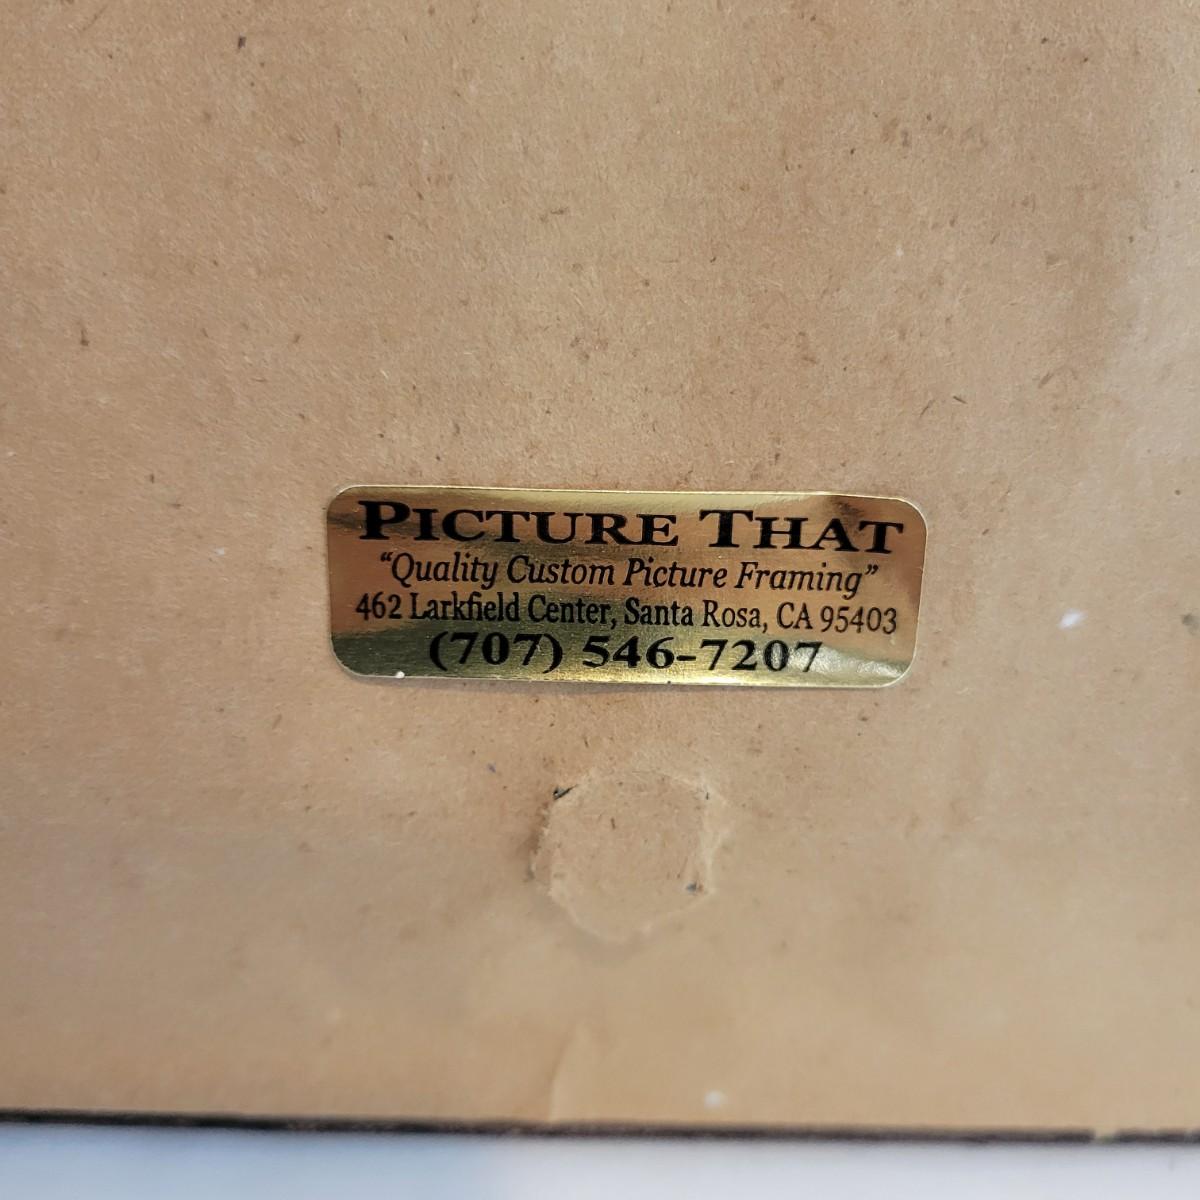 PICTURE THAT
“Quality Custom Picture Framing”
462 Larkfield Center, Santa Rosa, CA 95403
(707) 546-7207